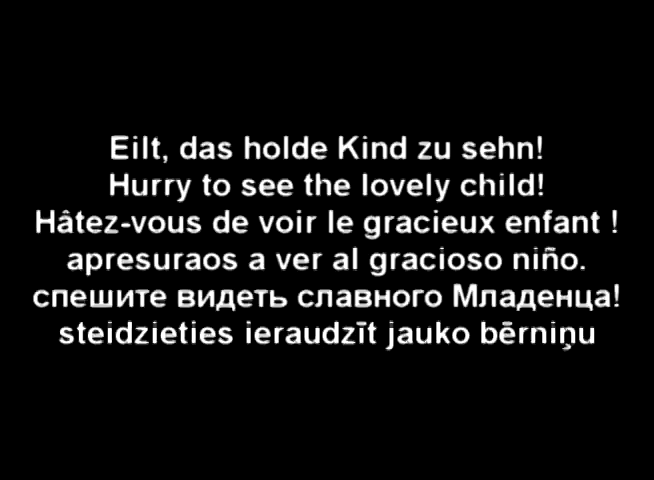 Eilt, das holde Kind zu sehn!
Hurry to see the lovely child!
Hâtez-vous de voir le gracieux enfant !
apresuraos a ver al gracioso niño.
спешите видеть славного Младенца!
steidzieties ieraudzīt jauko bērniņu